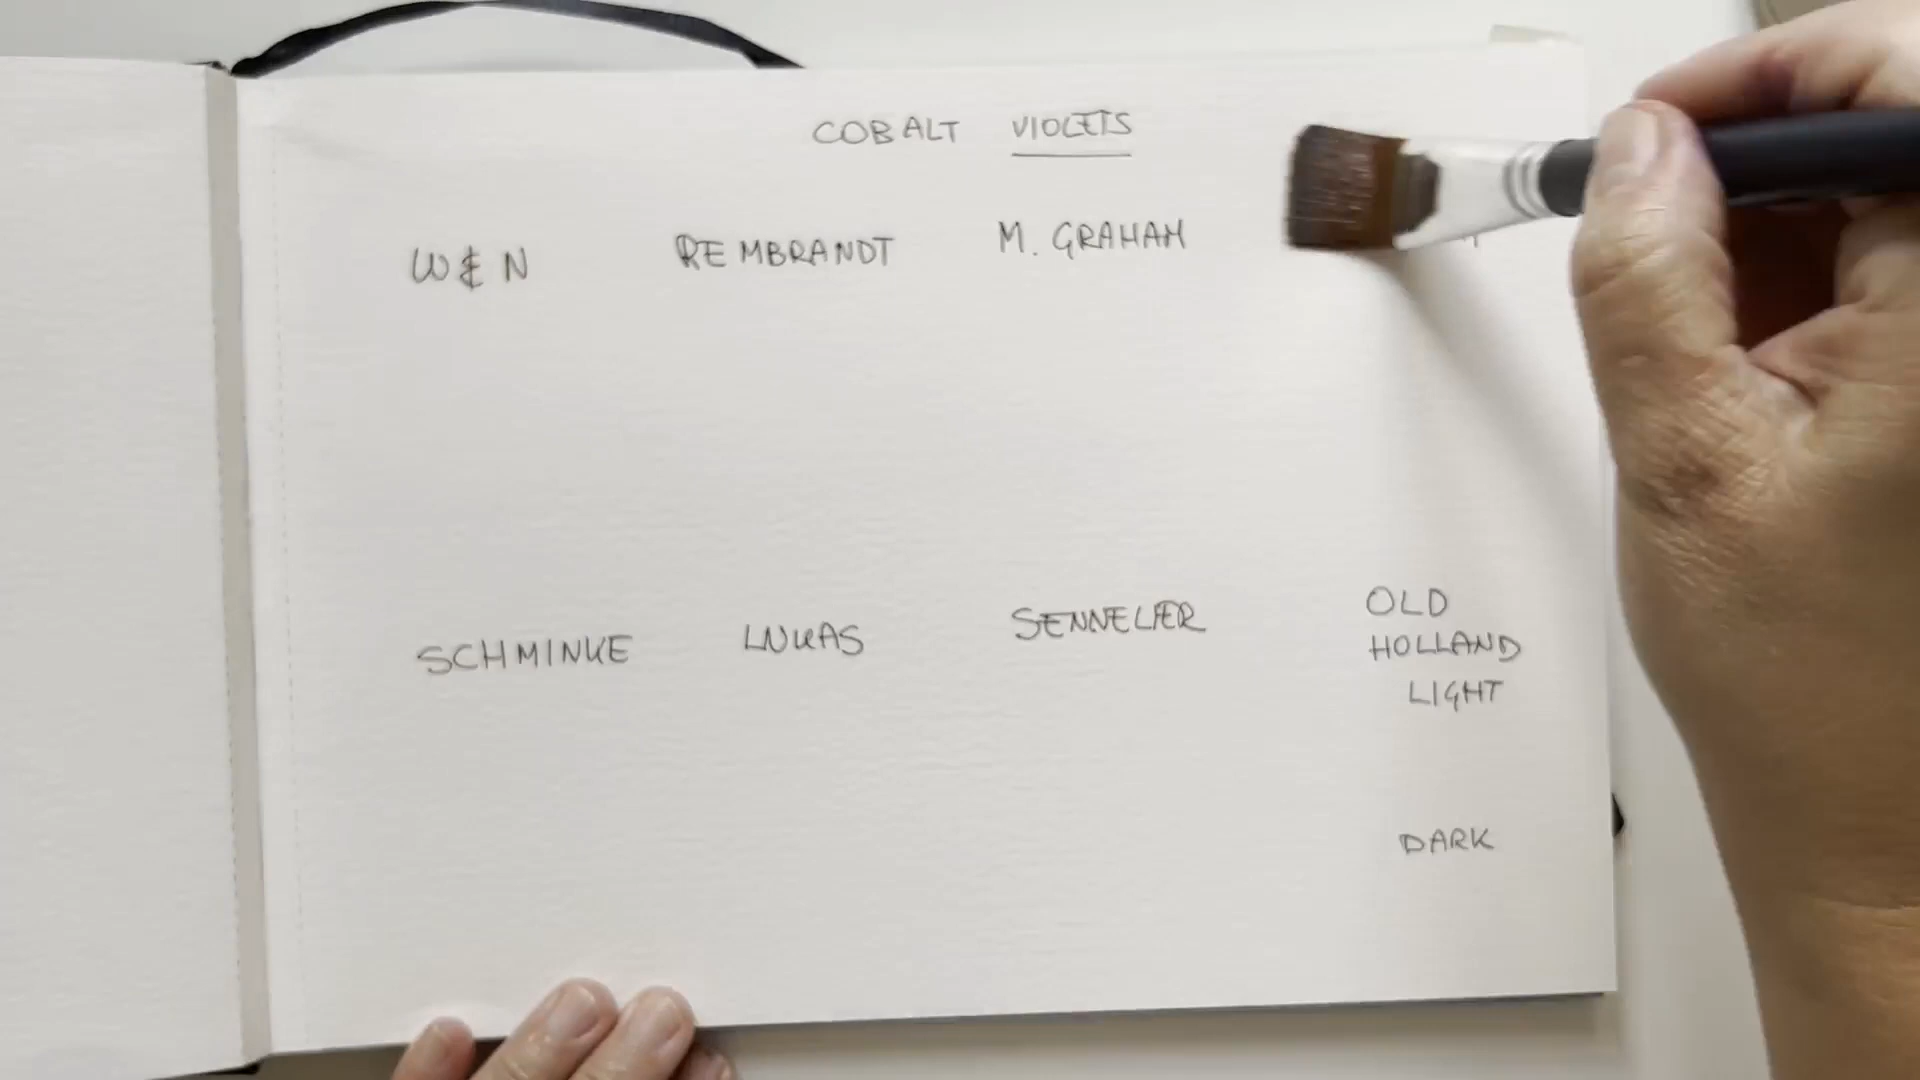 COBALT VIOLETS
W & N REMBRANDT M. GRAHAM
SCHMINKE LUKAS SENNELIER OLD
HOLLAND
LIGHT
DARK